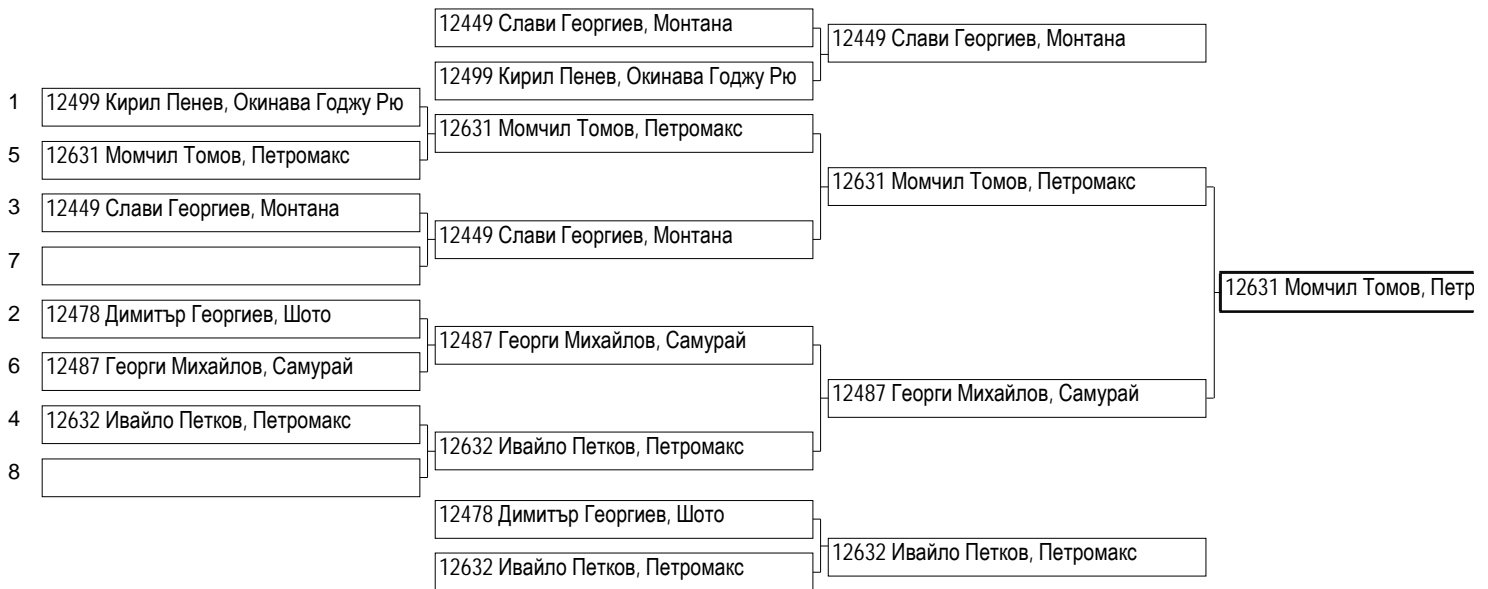 12449 Слави Георгиев, Монтана
12449 Слави Георгиев, Монтана
12499 Кирил Пенев, Окинава Годжу Рю
1 12499 Кирил Пенев, Окинава Годжу Рю
12631 Момчил Томов, Петромакс
5 12631 Момчил Томов, Петромакс
12631 Момчил Томов, Петромакс
3 12449 Слави Георгиев, Монтана
12449 Слави Георгиев, Монтана
7
12631 Момчил Томов, Петр
2 12478 Димитър Георгиев, Шото
12487 Георги Михайлов, Самурай
6 12487 Георги Михайлов, Самурай
12487 Георги Михайлов, Самурай
4 12632 Ивайло Петков, Петромакс
12632 Ивайло Петков, Петромакс
8
12478 Димитър Георгиев, Шото
12632 Ивайло Петков, Петромакс
12632 Ивайло Петков, Петромакс